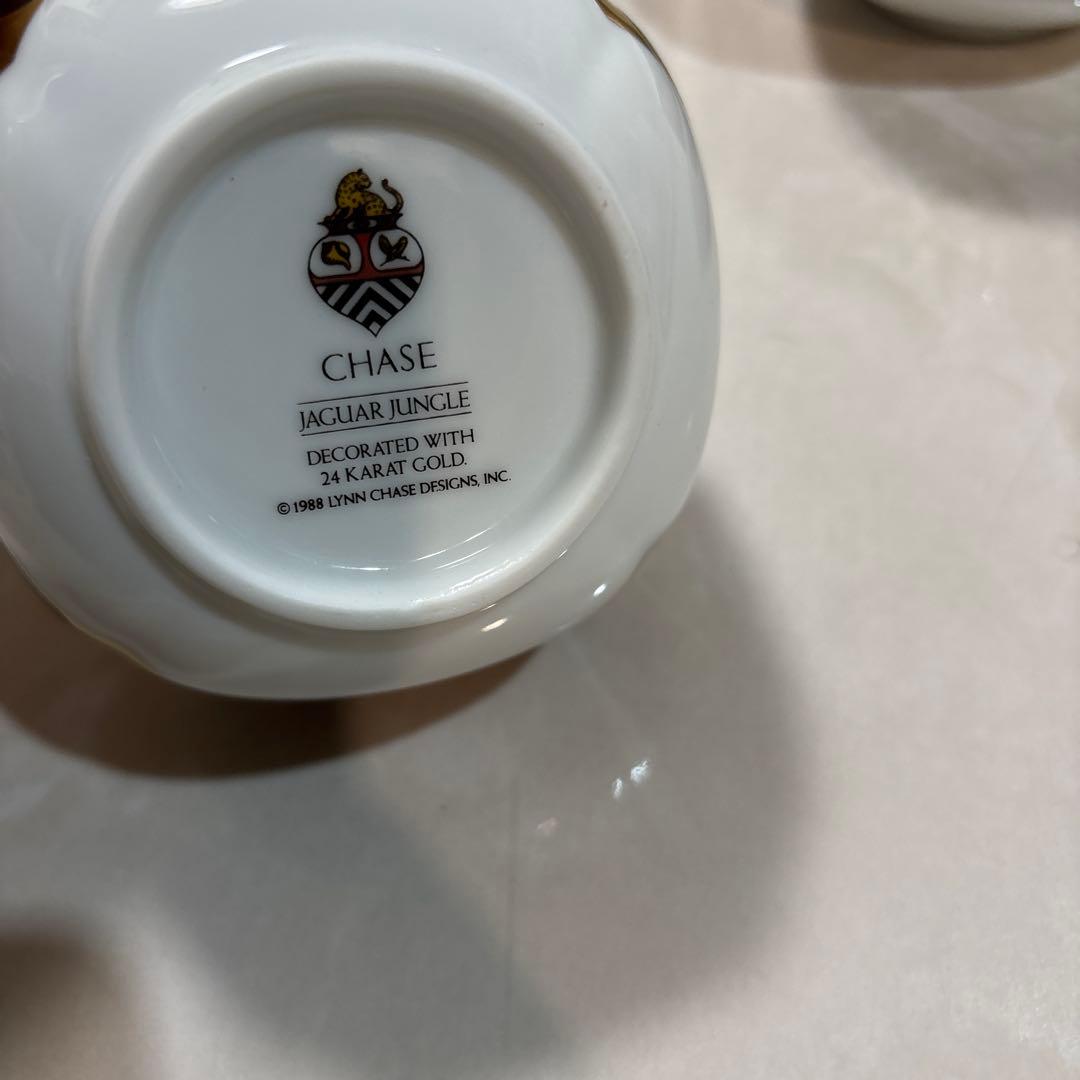 CHASE
JAGUAR JUNGLE
DECORATED WITH
24 KARAT GOLD.
© 1988 LYNN CHASE DESIGNS, INC.